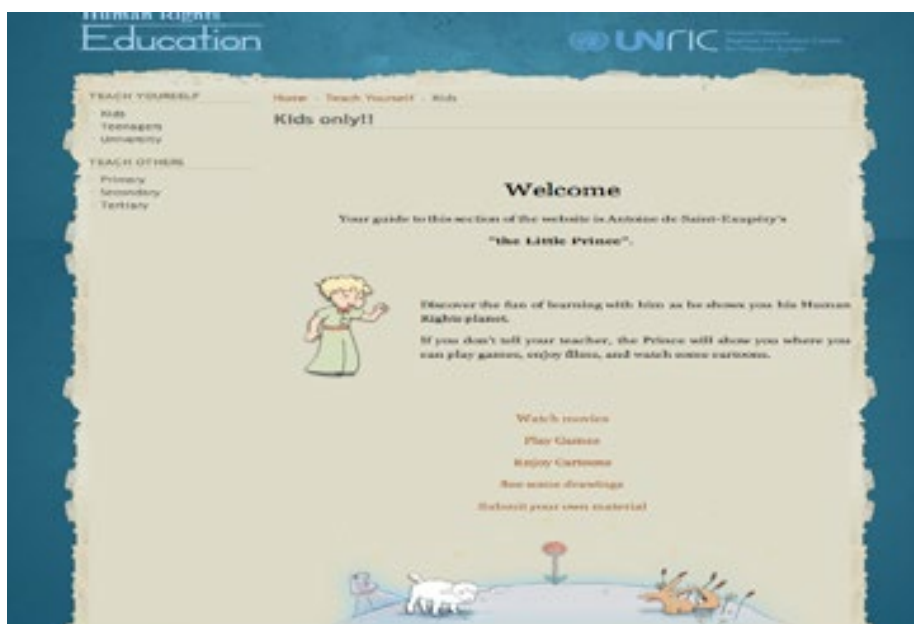 Human Rights
Education
UNric
TEACH YOURSELF
Kids
Teenagers
University
TEACH OTHERS
Primary
Secondary
Tertiary
Home - Teach Yourself - Kids
Kids only!!
Welcome
Your guide to this section of the website is Antoine de Saint-Exupéry's
"the Little Prince".
Discover the fun of learning with him as he shows you his Human
Rights planet.
If you don't tell your teacher, the Prince will show you where you
can play games, enjoy films, and watch some cartoons.
Watch movies
Play Games
Enjoy Cartoons
See some drawings
Submit your own material